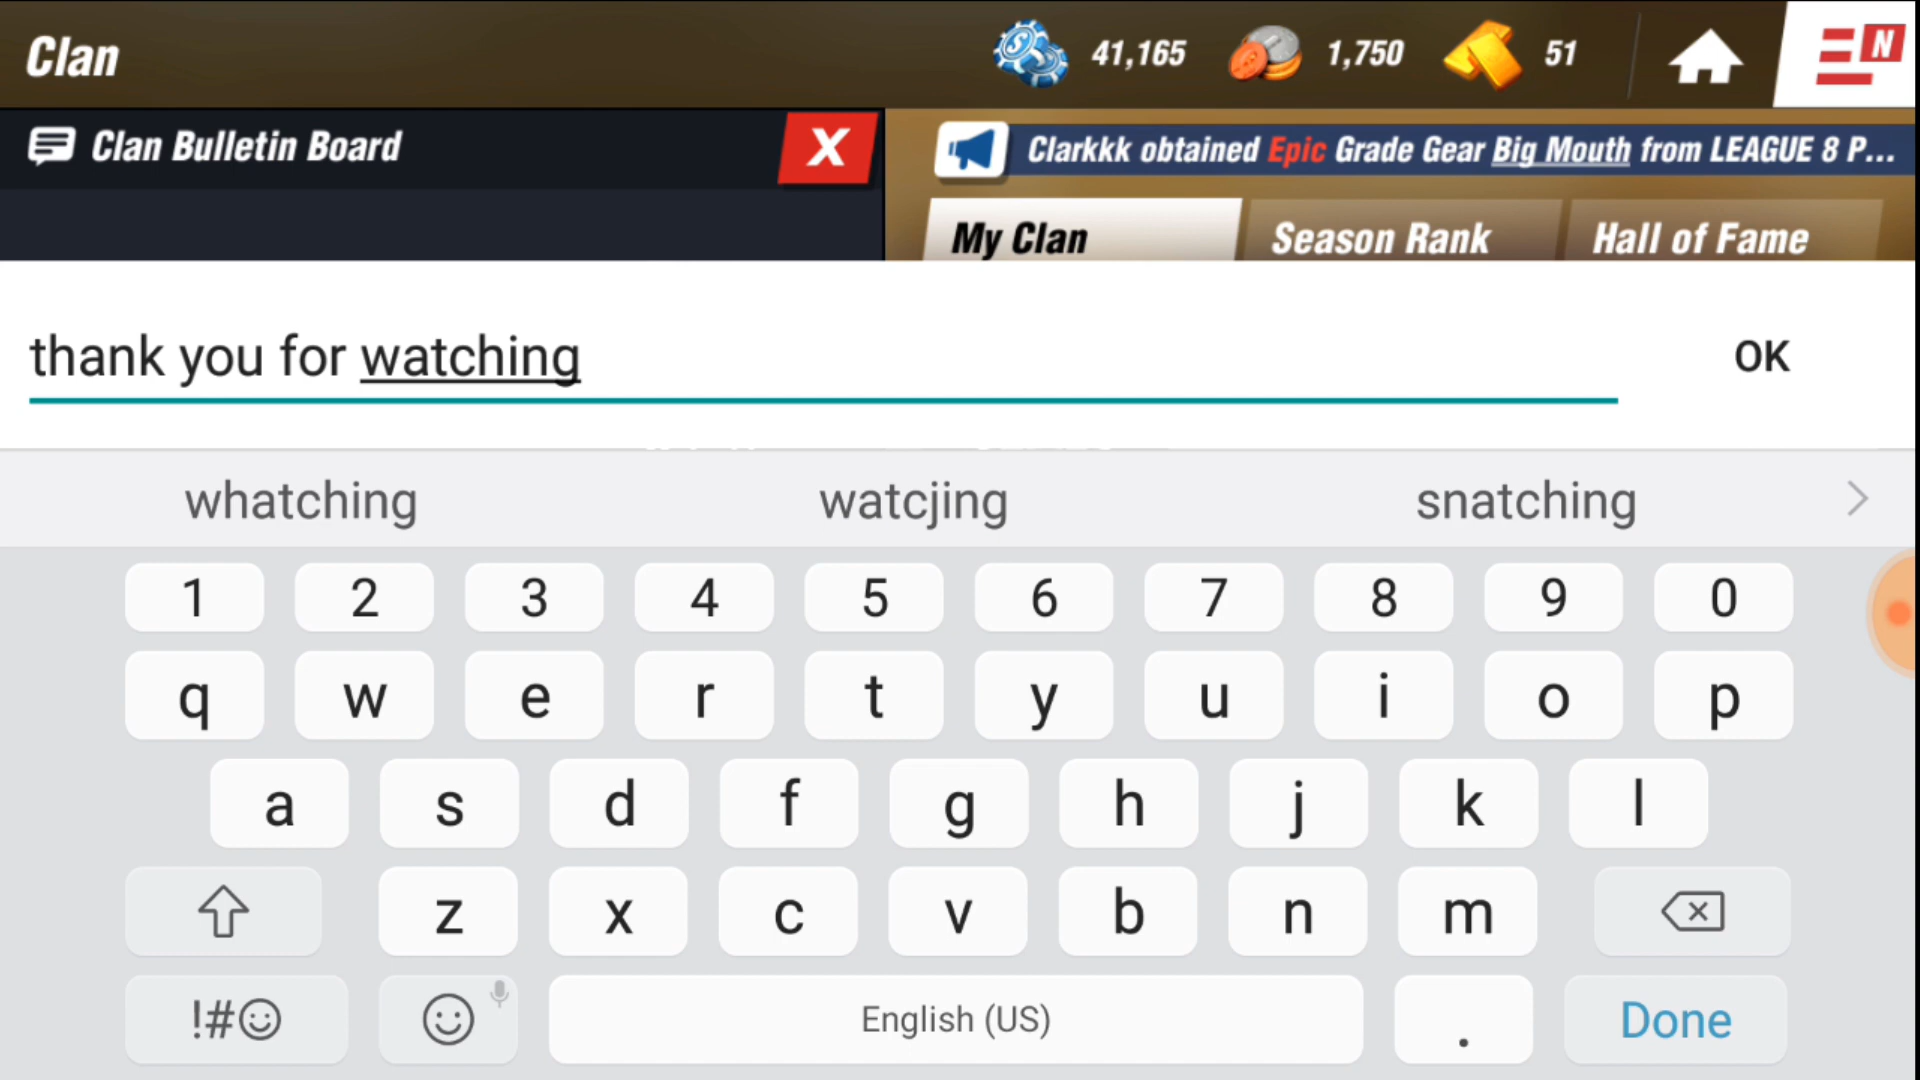 Clan
41,165
1,750
51
N
Clan Bulletin Board
X
Clarkkk obtained Epic Grade Gear Big Mouth from LEAGUE 8 P...
My Clan
Season Rank
Hall of Fame
thank you for watching
OK
whatching
watcjing
snatching
1 2 3 4 5 6 7 8 9 0
q w e r t y u i o p
a s d f g h j k l
z x c v b n m
!#☺
English (US)
.
Done